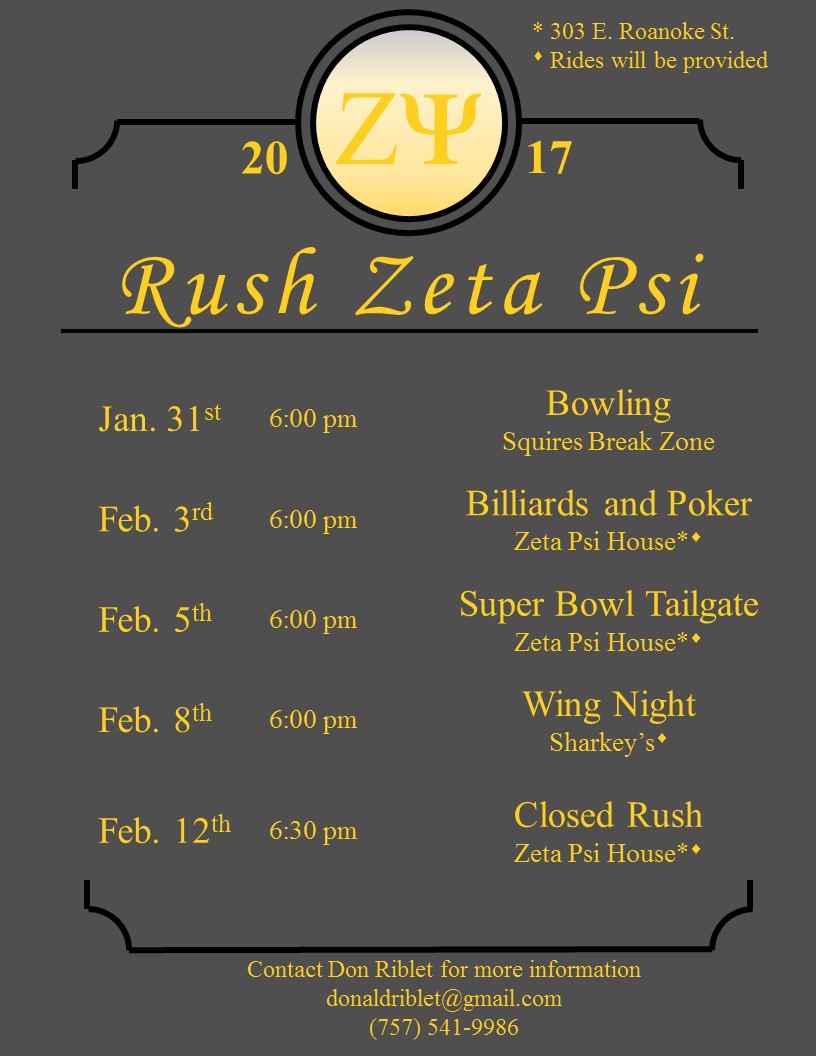 * 303 E. Roanoke St.
♦ Rides will be provided
ΖΨ
20 17
Rush Zeta Psi
Jan. 31st 6:00 pm Bowling
Squires Break Zone
Feb. 3rd 6:00 pm Billiards and Poker
Zeta Psi House*♦
Feb. 5th 6:00 pm Super Bowl Tailgate
Zeta Psi House*♦
Feb. 8th 6:00 pm Wing Night
Sharkey’s♦
Feb. 12th 6:30 pm Closed Rush
Zeta Psi House*♦
Contact Don Riblet for more information
donaldriblet@gmail.com
(757) 541-9986